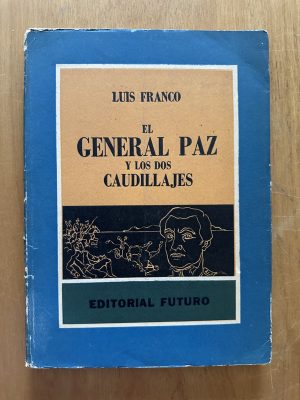 LUIS FRANCO
EL
GENERAL PAZ
Y LOS DOS
CAUDILLAJES
EDITORIAL FUTURO